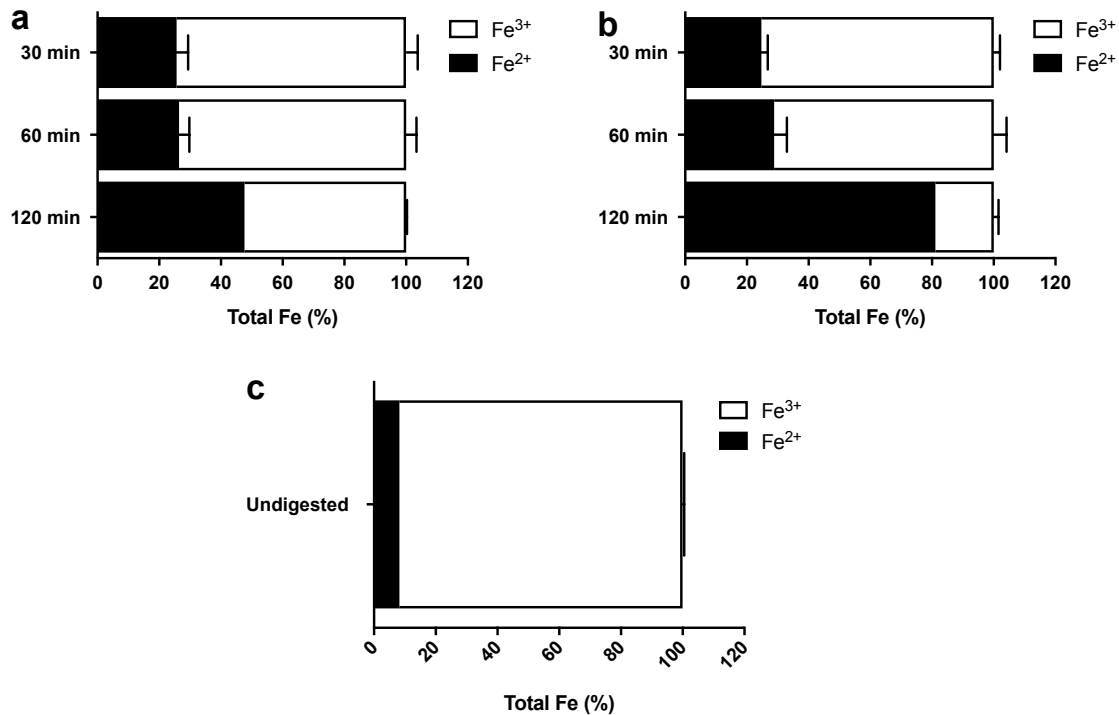 a
Fe³⁺
Fe²⁺
30 min
60 min
120 min
0 20 40 60 80 100 120
Total Fe (%)
b
Fe³⁺
Fe²⁺
30 min
60 min
120 min
0 20 40 60 80 100 120
Total Fe (%)
c
Fe³⁺
Fe²⁺
Undigested
0 20 40 60 80 100 120
Total Fe (%)